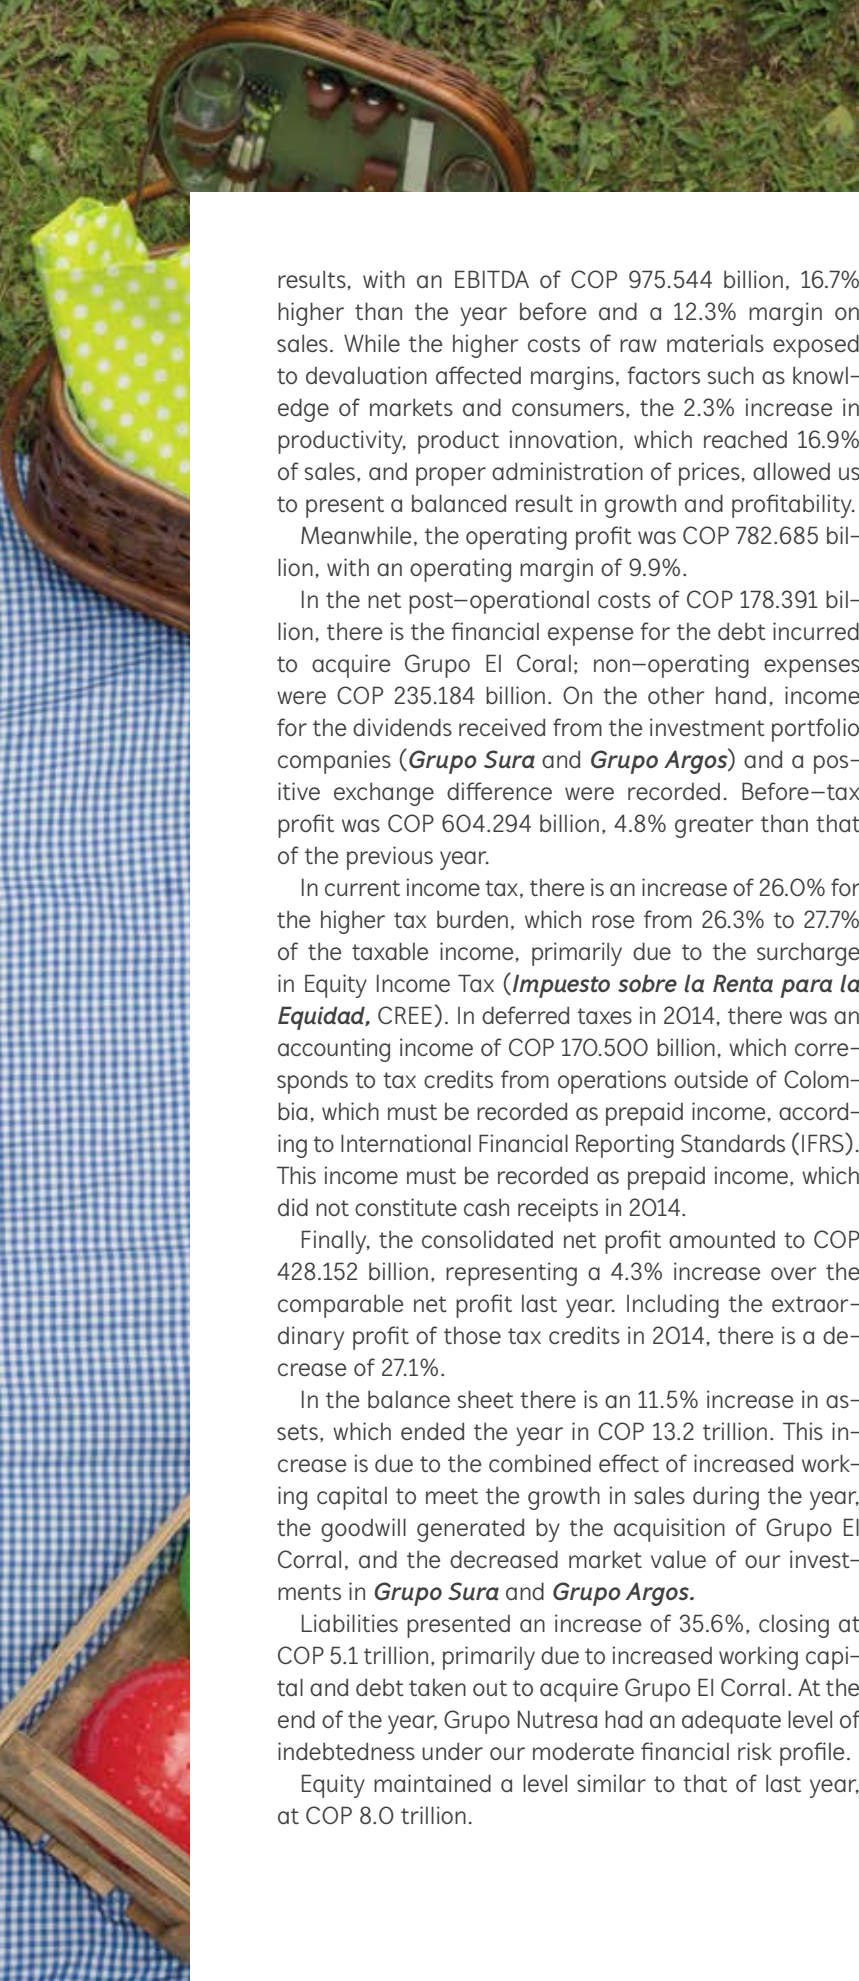 results, with an EBITDA of COP 975.544 billion, 16.7%
higher than the year before and a 12.3% margin on
sales. While the higher costs of raw materials exposed
to devaluation affected margins, factors such as knowl-
edge of markets and consumers, the 2.3% increase in
productivity, product innovation, which reached 16.9%
of sales, and proper administration of prices, allowed us
to present a balanced result in growth and profitability.
Meanwhile, the operating profit was COP 782.685 bil-
lion, with an operating margin of 9.9%.
In the net post–operational costs of COP 178.391 bil-
lion, there is the financial expense for the debt incurred
to acquire Grupo El Coral; non–operating expenses
were COP 235.184 billion. On the other hand, income
for the dividends received from the investment portfolio
companies (Grupo Sura and Grupo Argos) and a pos-
itive exchange difference were recorded. Before–tax
profit was COP 604.294 billion, 4.8% greater than that
of the previous year.
In current income tax, there is an increase of 26.0% for
the higher tax burden, which rose from 26.3% to 27.7%
of the taxable income, primarily due to the surcharge
in Equity Income Tax (Impuesto sobre la Renta para la
Equidad, CREE). In deferred taxes in 2014, there was an
accounting income of COP 170.500 billion, which corre-
sponds to tax credits from operations outside of Colom-
bia, which must be recorded as prepaid income, accord-
ing to International Financial Reporting Standards (IFRS).
This income must be recorded as prepaid income, which
did not constitute cash receipts in 2014.
Finally, the consolidated net profit amounted to COP
428.152 billion, representing a 4.3% increase over the
comparable net profit last year. Including the extraor-
dinary profit of those tax credits in 2014, there is a de-
crease of 27.1%.
In the balance sheet there is an 11.5% increase in as-
sets, which ended the year in COP 13.2 trillion. This in-
crease is due to the combined effect of increased work-
ing capital to meet the growth in sales during the year,
the goodwill generated by the acquisition of Grupo El
Corral, and the decreased market value of our invest-
ments in Grupo Sura and Grupo Argos.
Liabilities presented an increase of 35.6%, closing at
COP 5.1 trillion, primarily due to increased working capi-
tal and debt taken out to acquire Grupo El Corral. At the
end of the year, Grupo Nutresa had an adequate level of
indebtedness under our moderate financial risk profile.
Equity maintained a level similar to that of last year,
at COP 8.0 trillion.